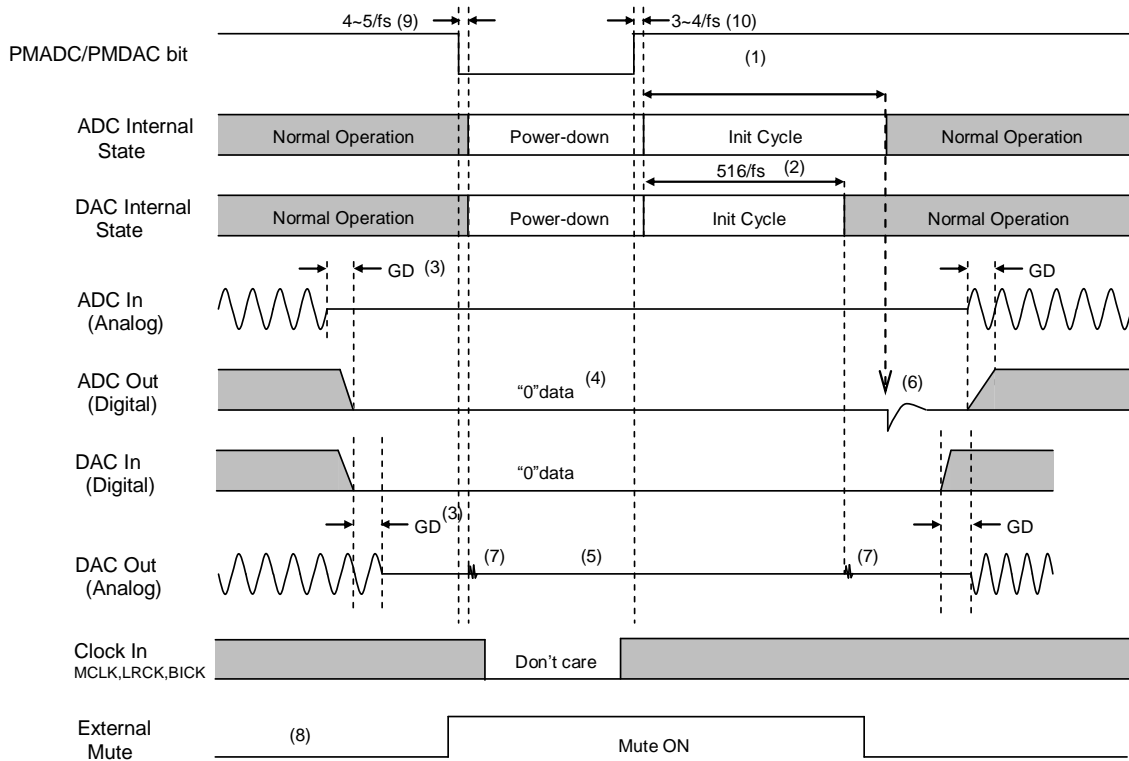 4~5/fs (9)
3~4/fs (10)
PMADC/PMDAC bit
(1)
ADC Internal
State
Normal Operation
Power-down
Init Cycle
Normal Operation
516/fs (2)
DAC Internal
State
Normal Operation
Power-down
Init Cycle
Normal Operation
GD (3)
GD
ADC In
(Analog)
ADC Out
(Digital)
“0”data (4)
(6)
DAC In
(Digital)
“0”data
GD (3)
GD
DAC Out
(Analog)
(7)
(5)
(7)
Clock In
MCLK,LRCK,BICK
Don’t care
External
Mute
(8)
Mute ON